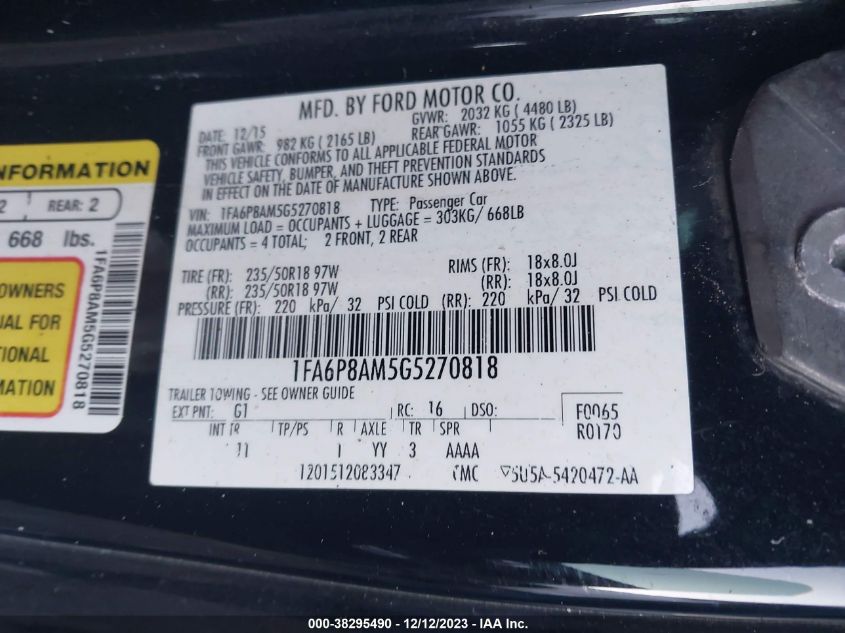 MFD. BY FORD MOTOR CO.
DATE: 12/15 GVWR: 2032 KG ( 4480 LB)
FRONT GAWR: 982 KG ( 2165 LB) REAR GAWR: 1055 KG ( 2325 LB)
THIS VEHICLE CONFORMS TO ALL APPLICABLE FEDERAL MOTOR
VEHICLE SAFETY, BUMPER, AND THEFT PREVENTION STANDARDS
IN EFFECT ON THE DATE OF MANUFACTURE SHOWN ABOVE.
VIN: 1FA6P8AM5G5270818 TYPE: Passenger Car
MAXIMUM LOAD = OCCUPANTS + LUGGAGE = 303KG/ 668LB
OCCUPANTS = 4 TOTAL; 2 FRONT, 2 REAR
TIRE (FR): 235/50R18 97W RIMS (FR): 18x8.0J
(RR): 235/50R18 97W (RR): 18x8.0J
PRESSURE (FR): 220 kPa/ 32 PSI COLD (RR): 220 kPa/ 32 PSI COLD
1FA6P8AM5G5270818
TRAILER TOWING - SEE OWNER GUIDE
EXT PNT: G1 RC: 16 DSO: F0065
INT TR TP/PS R AXLE TR SPR R0170
YY 3 AAAA
1201512083347 5U5A-5420472-AA
NFORMATION
2 REAR: 2
668 lbs.
OWNERS
UAL FOR
TIONAL
MATION
1FA6P8AM5G5270818
000-38295490 - 12/12/2023 - IAA Inc.